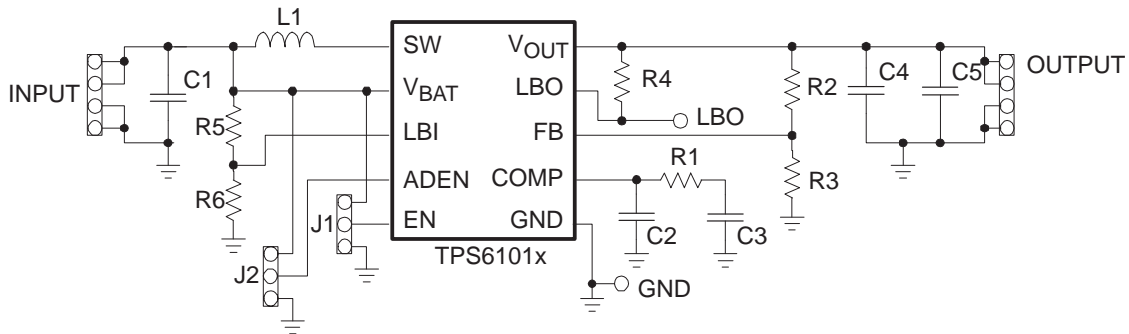 L1
SW
VOUT
C1
INPUT
VBAT
LBO
R4
R2
C4
C5
OUTPUT
R5
LBI
FB
LBO
R6
ADEN
COMP
R1
R3
J1
EN
GND
C2
C3
TPS6101x
J2
GND